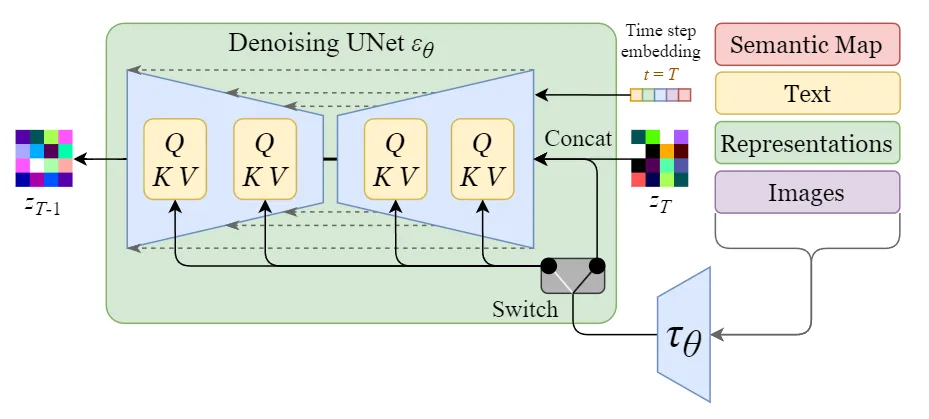 Denoising UNet εθ
Time step
embedding
t = T
Semantic Map
Text
Representations
Images
Q
K V
Q
K V
Q
K V
Q
K V
Concat
zT-1
zT
Switch
τθ